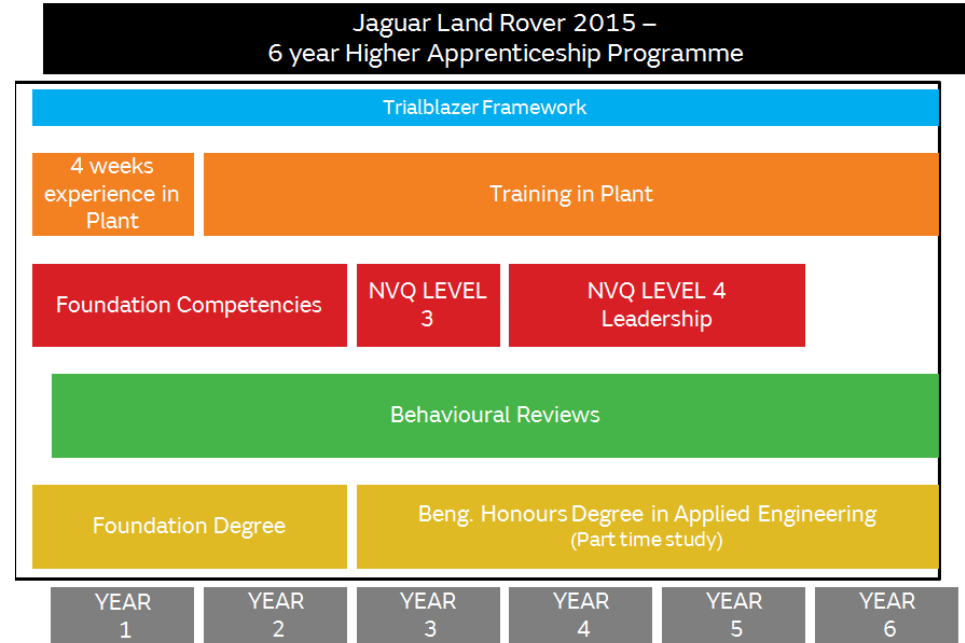 Jaguar Land Rover 2015 –
6 year Higher Apprenticeship Programme
Trialblazer Framework
4 weeks
experience in
Plant
Training in Plant
Foundation Competencies
NVQ LEVEL
3
NVQ LEVEL 4
Leadership
Behavioural Reviews
Foundation Degree
Beng. Honours Degree in Applied Engineering
(Part time study)
YEAR
1
YEAR
2
YEAR
3
YEAR
4
YEAR
5
YEAR
6